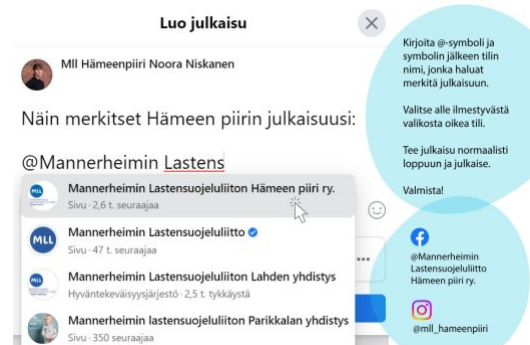 Luo julkaisu
Mll Hämeenpiiri Noora Niskanen
Näin merkitset Hämeen piirin julkaisuusi:
@Mannerheimin Lastens
MLL
Mannerheimin Lastensuojeluliiton Hämeen piiri ry.
Sivu · 2,6 t. seuraajaa
MLL
Mannerheimin Lastensuojeluliitto
Sivu · 47 t. seuraajaa
MLL
Mannerheimin Lastensuojeluliiton Lahden yhdistys
Hyväntekeväisyysjärjestö · 2,5 t. tykkäystä
Mannerheimin lastensuojeluliiton Parikkalan yhdistys
Sivu · 350 seuraajaa
Kirjoita @-symboli ja
symbolin jälkeen tilin
nimi, jonka haluat
merkitä julkaisuun.
Valitse alle ilmestyvästä
valikosta oikea tili.
Tee julkaisu normaalisti
loppuun ja julkaise.
Valmista!
@Mannerheimin
Lastensuojeluliitto
Hämeen piiri ry.
@mll_hameenpiiri